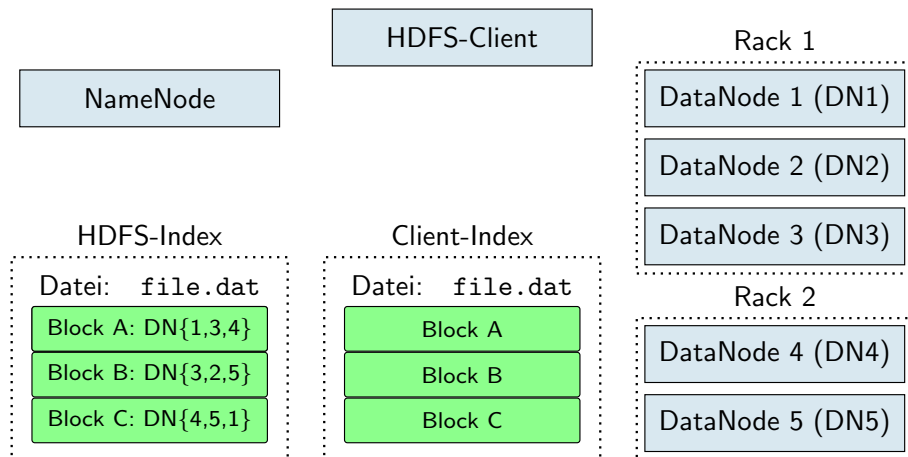 HDFS-Client
NameNode
Rack 1
DataNode 1 (DN1)
DataNode 2 (DN2)
DataNode 3 (DN3)
Rack 2
DataNode 4 (DN4)
DataNode 5 (DN5)
HDFS-Index
Datei: file.dat
Block A: DN{1,3,4}
Block B: DN{3,2,5}
Block C: DN{4,5,1}
Client-Index
Datei: file.dat
Block A
Block B
Block C